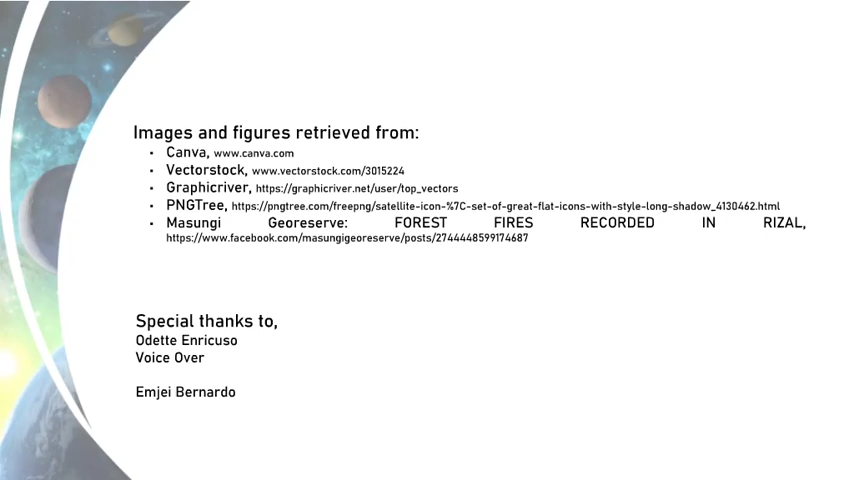 Images and figures retrieved from:
▪ Canva, www.canva.com
▪ Vectorstock, www.vectorstock.com/3015224
▪ Graphicriver, https://graphicriver.net/user/top_vectors
▪ PNGTree, https://pngtree.com/freepng/satellite-icon-%7C-set-of-great-flat-icons-with-style-long-shadow_4130462.html
▪ Masungi Georeserve: FOREST FIRES RECORDED IN RIZAL,
https://www.facebook.com/masungigeoreserve/posts/2744448599174687
Special thanks to,
Odette Enricuso
Voice Over
Emjei Bernardo